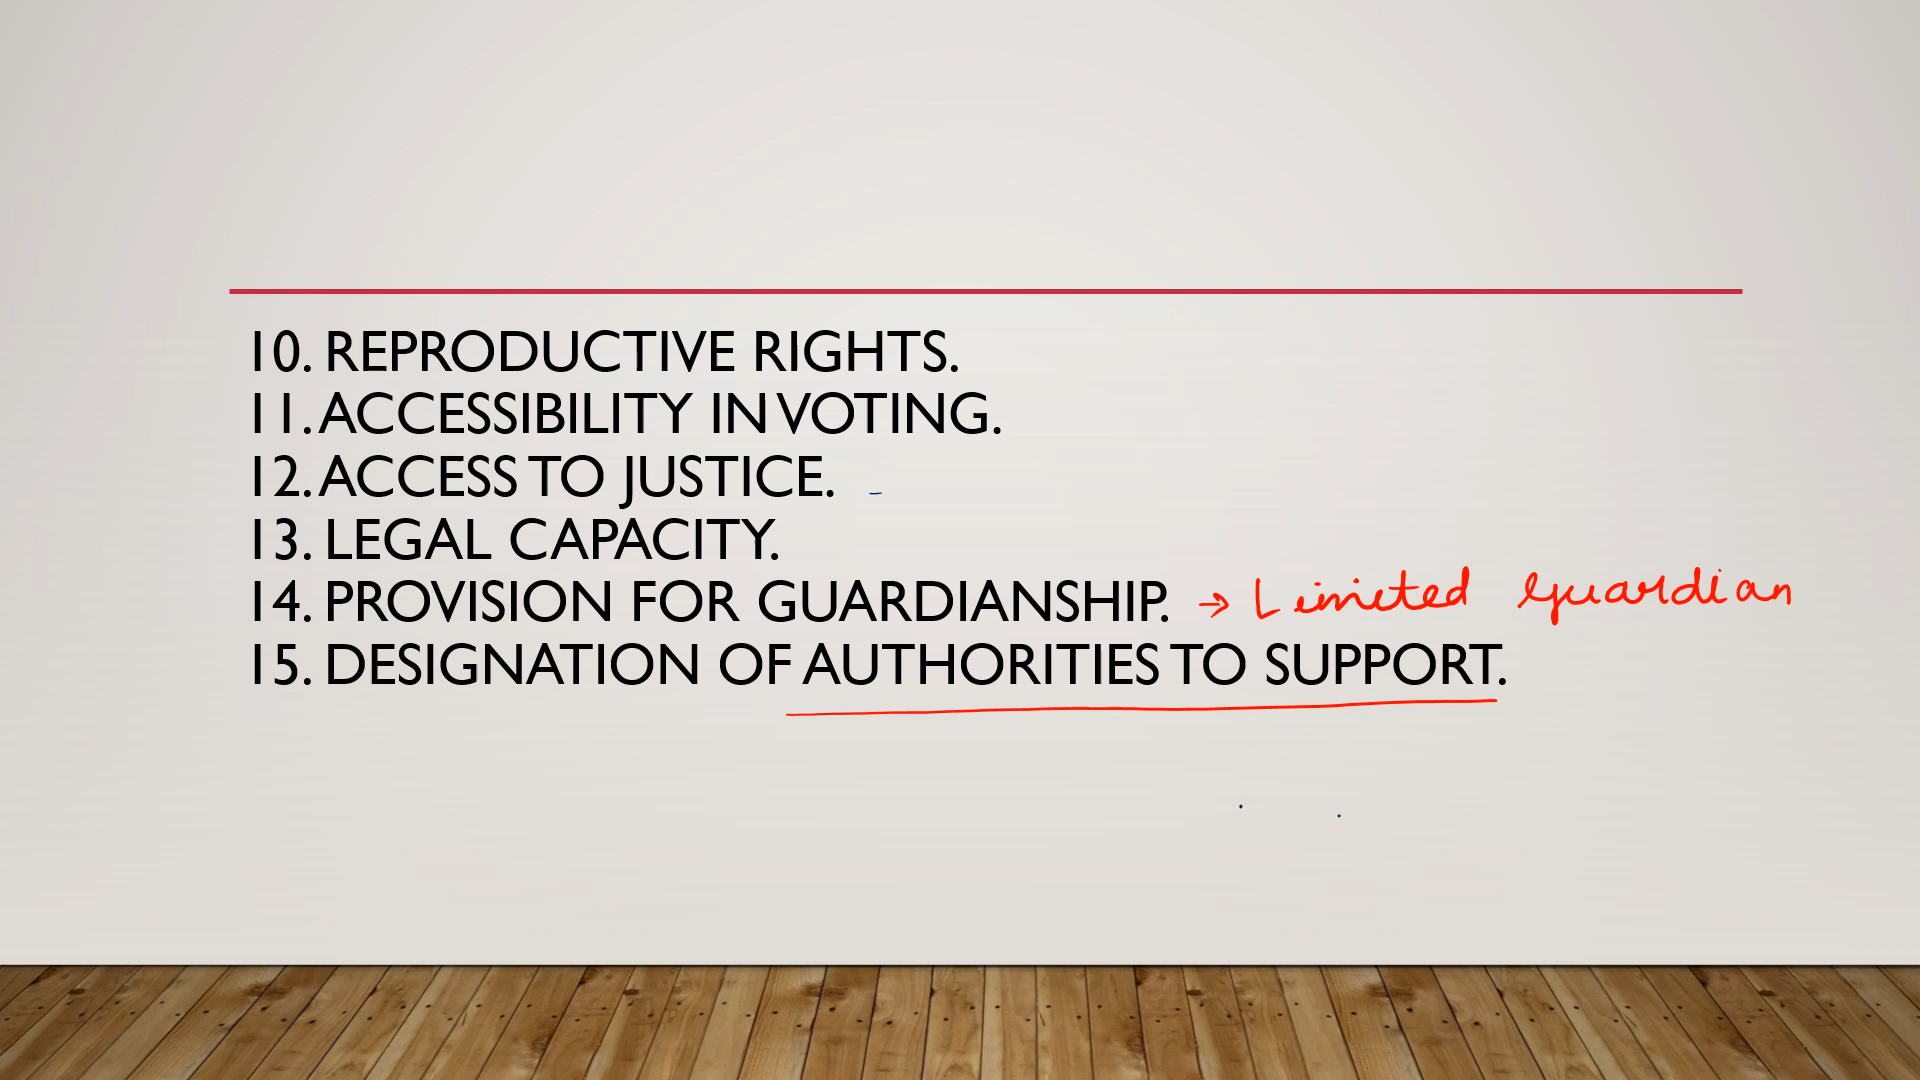 10. REPRODUCTIVE RIGHTS.
11. ACCESSIBILITY IN VOTING.
12. ACCESS TO JUSTICE.
13. LEGAL CAPACITY.
14. PROVISION FOR GUARDIANSHIP. → Limited Guardian
15. DESIGNATION OF AUTHORITIES TO SUPPORT.